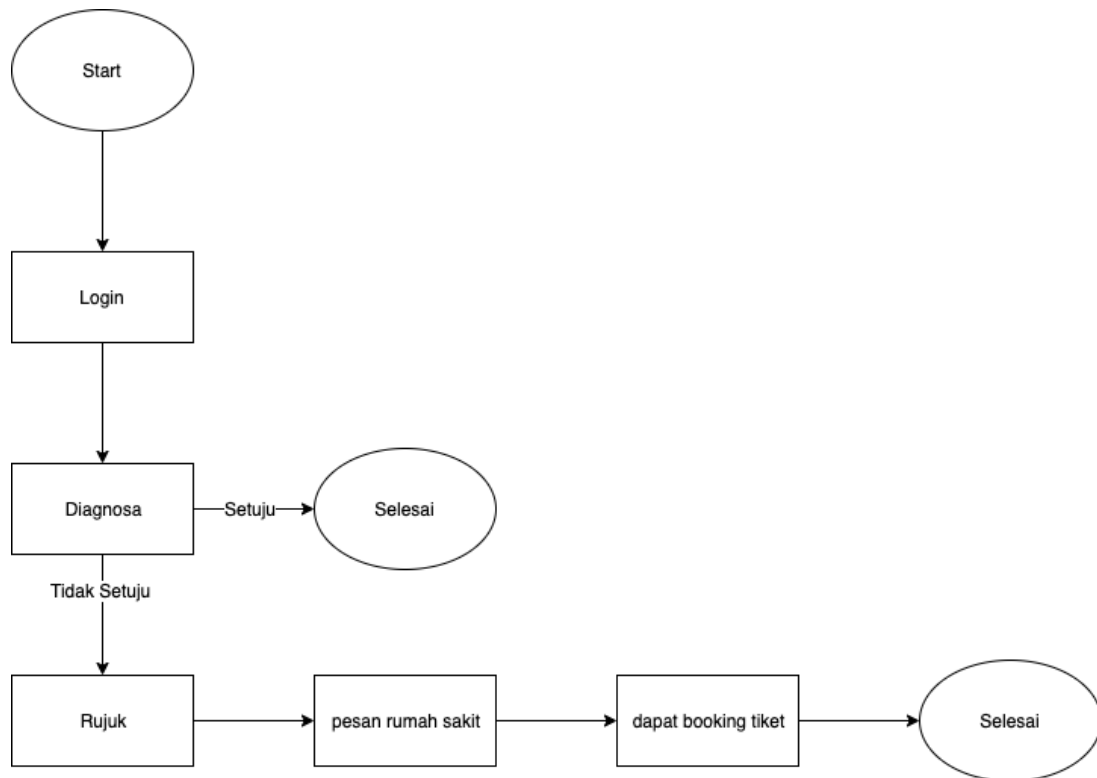 Start
Login
Diagnosa
Setuju
Selesai
Tidak Setuju
Rujuk
pesan rumah sakit
dapat booking tiket
Selesai